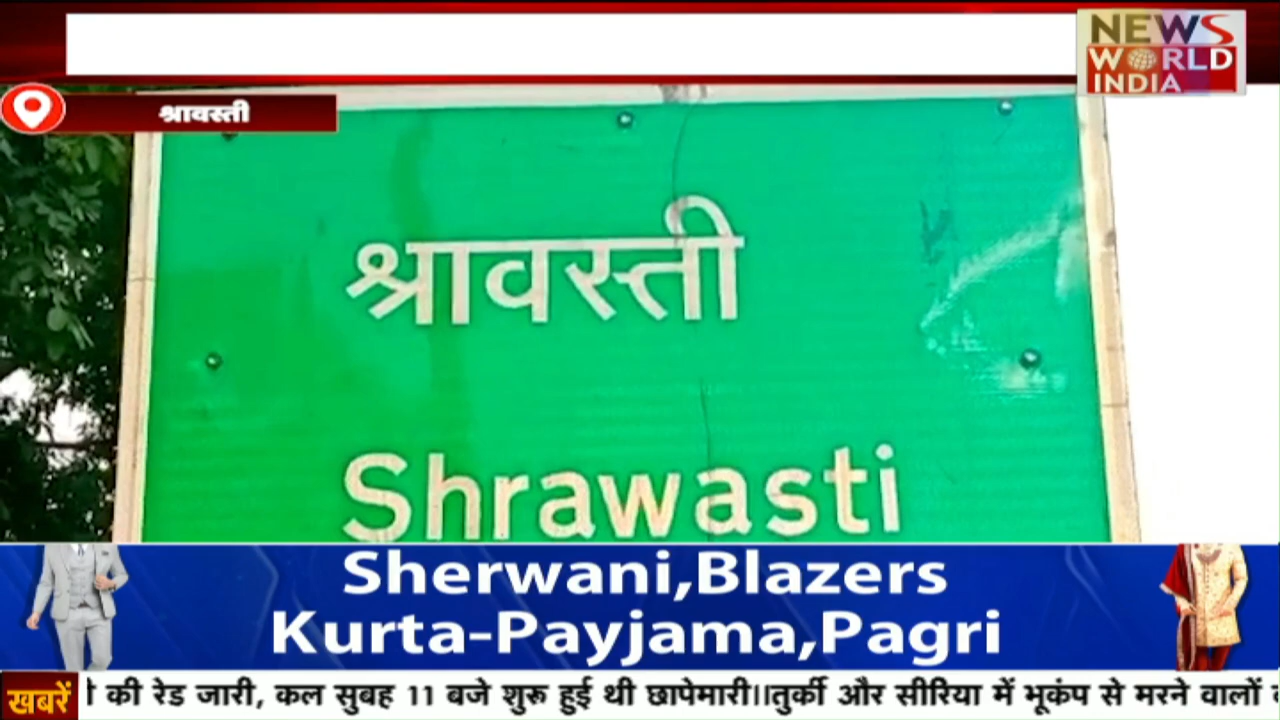 NEWS
WORLD
INDIA
श्रावस्ती
श्रावस्ती
Shrawasti
Sherwani,Blazers
Kurta-Payjama,Pagri
खबरें
की रेड जारी, कल सुबह 11 बजे शुरू हुई थी छापेमारी।।तुर्की और सीरिया में भूकंप से मरने वालों